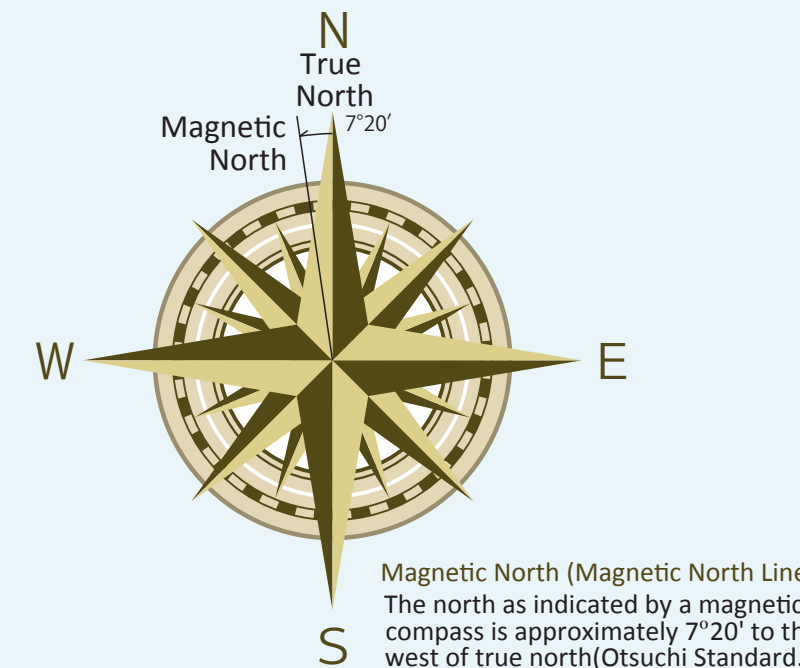 N
True
North
7°20′
Magnetic
North
W
E
S
Magnetic North (Magnetic North Line
The north as indicated by a magnetic
compass is approximately 7°20' to th
west of true north(Otsuchi Standard.